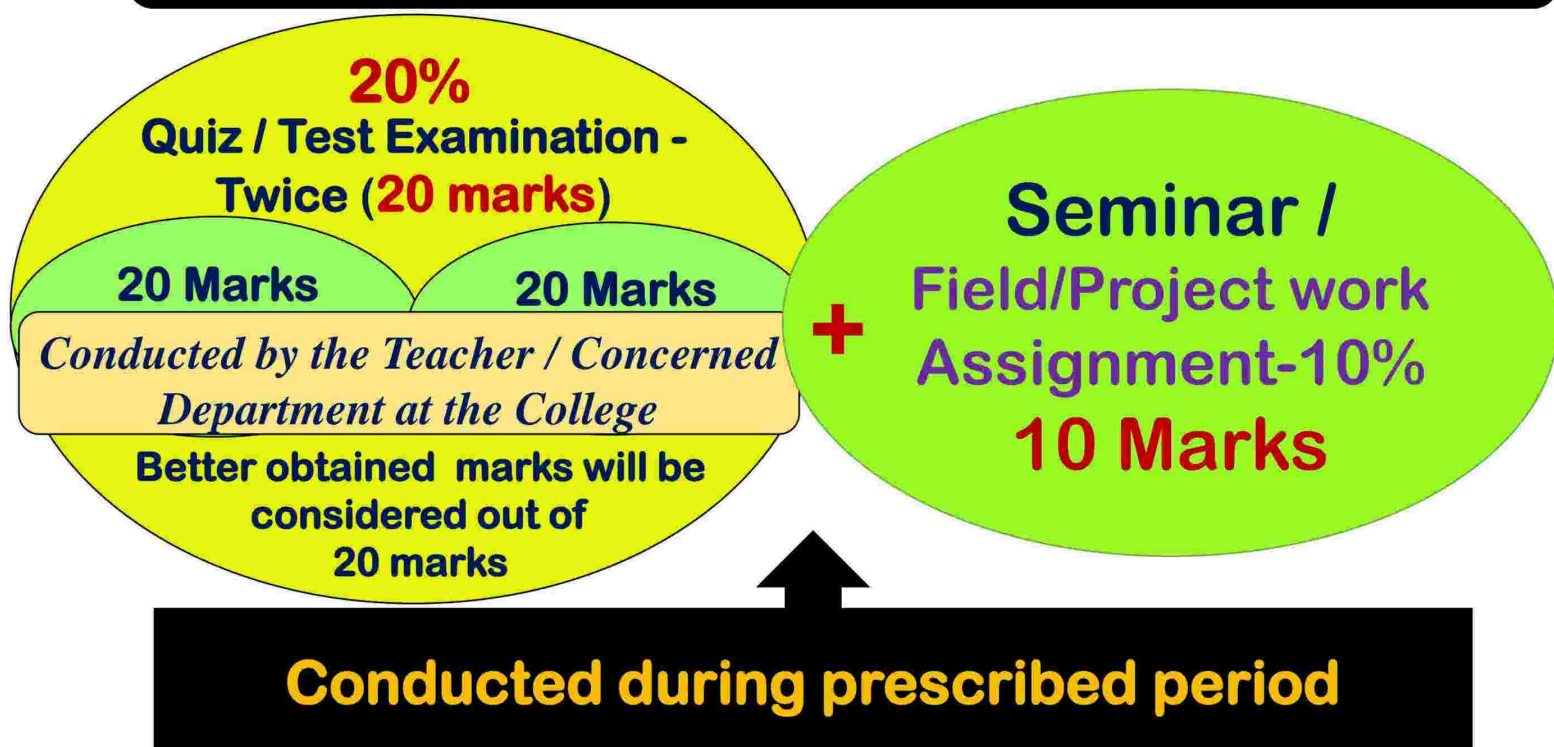 20%
Quiz / Test Examination -
Twice (20 marks)
20 Marks
20 Marks
Conducted by the Teacher / Concerned
Department at the College
Better obtained marks will be
considered out of
20 marks
+
Seminar /
Field/Project work
Assignment-10%
10 Marks
Conducted during prescribed period